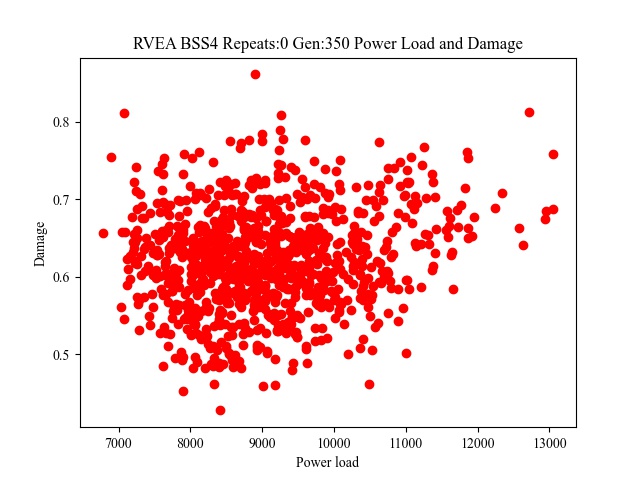 RVEA BSS4 Repeats:0 Gen:350 Power Load and Damage
0.8
0.7
0.6
0.5
Damage
7000 8000 9000 10000 11000 12000 13000
Power load